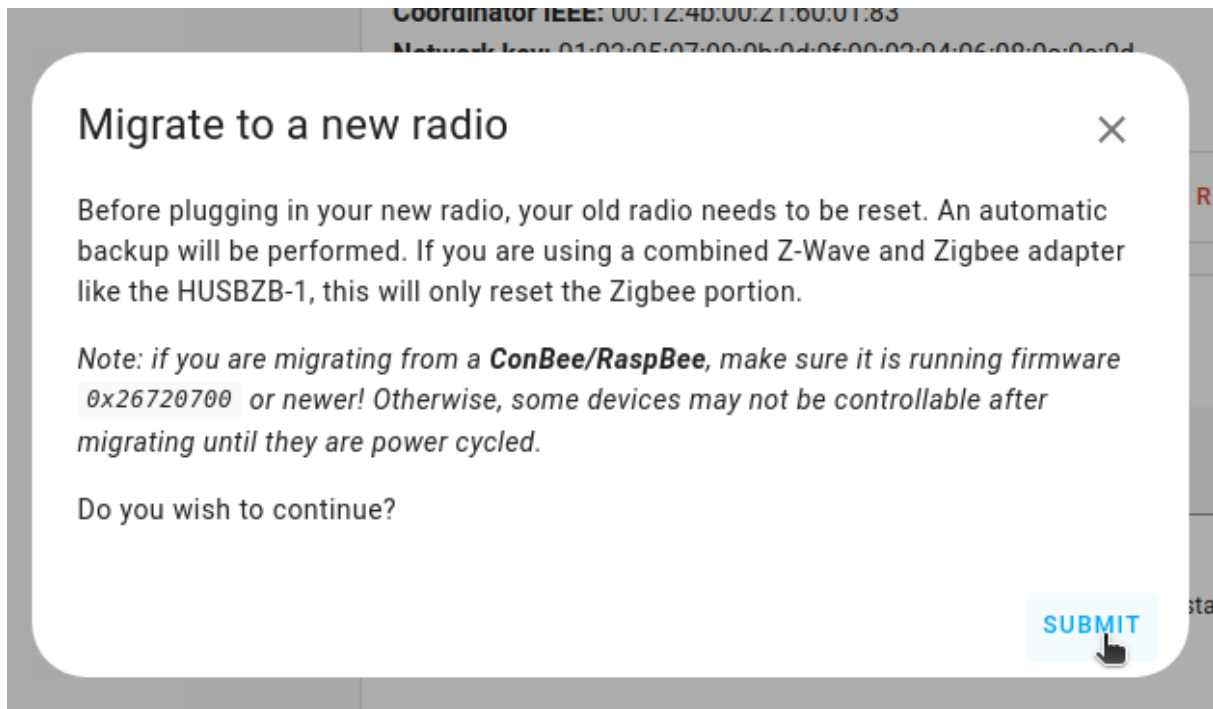 Coordinator IEEE: 00:12:4b:00:21:60:01:83
Migrate to a new radio
Before plugging in your new radio, your old radio needs to be reset. An automatic
R
backup will be performed. If you are using a combined Z-Wave and Zigbee adapter
like the HUSBZB-1, this will only reset the Zigbee portion.
Note: if you are migrating from a ConBee/RaspBee, make sure it is running firmware
0x26720700 or newer! Otherwise, some devices may not be controllable after
migrating until they are power cycled.
Do you wish to continue?
sta
SUBMIT